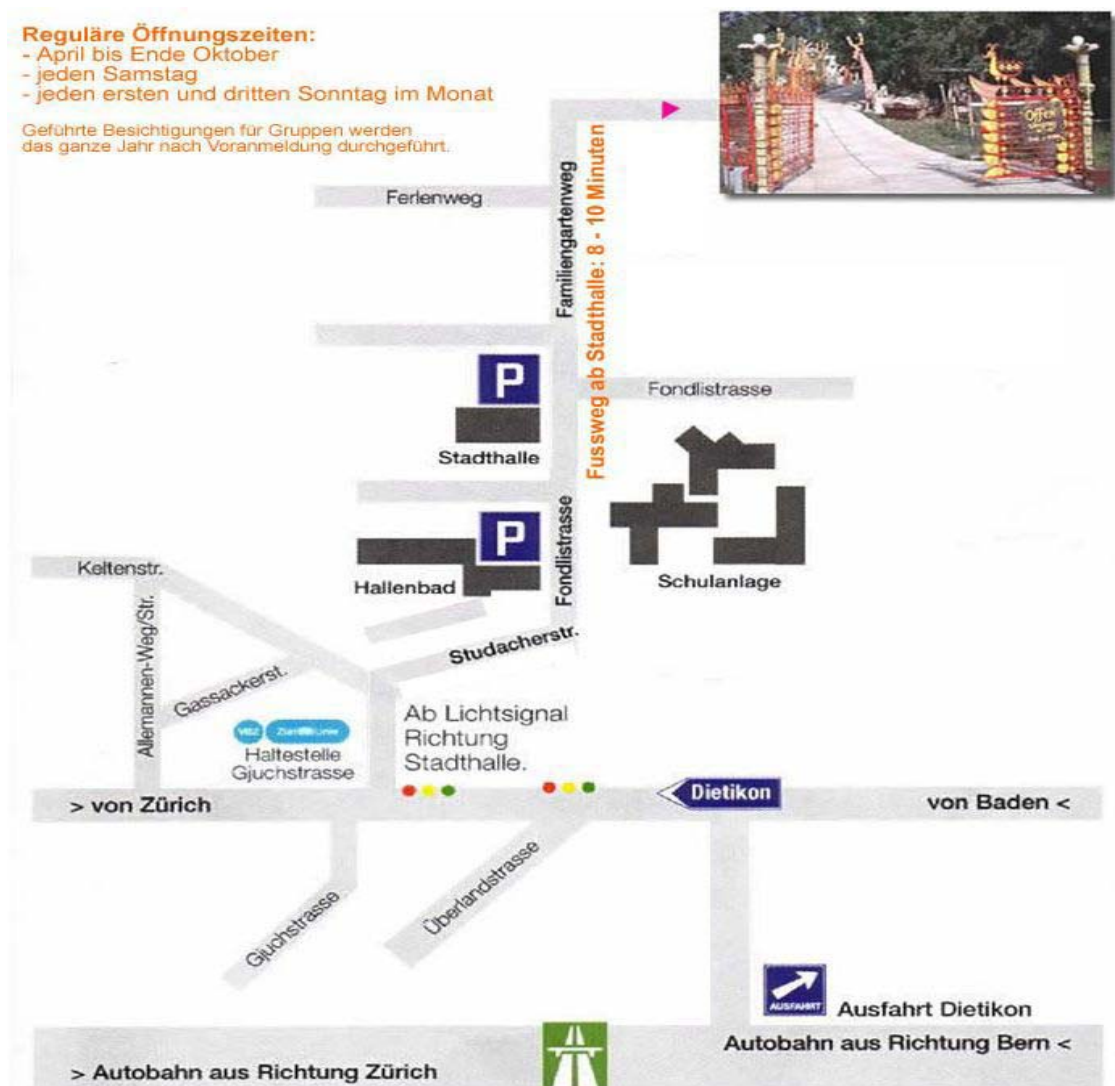 Reguläre Öffnungszeiten:
- April bis Ende Oktober
- jeden Samstag
- jeden ersten und dritten Sonntag im Monat
Geführte Besichtigungen für Gruppen werden
das ganze Jahr nach Voranmeldung durchgeführt.
Offen
Ferlenweg
Familiengartenweg
Fussweg ab Stadthalle: 8 - 10 Minuten
P
Fondlistrasse
Stadthalle
P
Fondlistrasse
Hallenbad
Schulanlage
Keltenstr.
Studacherstr.
Allemannen-Weg/Str.
Gassackerst.
VBZ
Haltestelle
Gjuchstrasse
Ab Lichtsignal
Richtung
Stadthalle.
> von Zürich
Dietikon
von Baden <
Gjuchstrasse
Überlandstrasse
AUSFAHRT
Ausfahrt Dietikon
Autobahn aus Richtung Bern <
> Autobahn aus Richtung Zürich